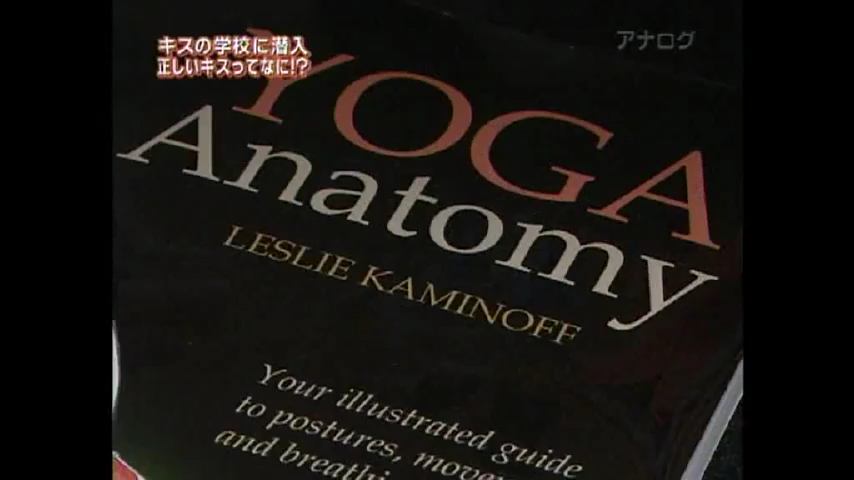 キスの学校に潜入
正しいキスってなに!?
アナログ
YOGA
Anatomy
LESLIE KAMINOFF
Your illustrated guide
to postures,
and